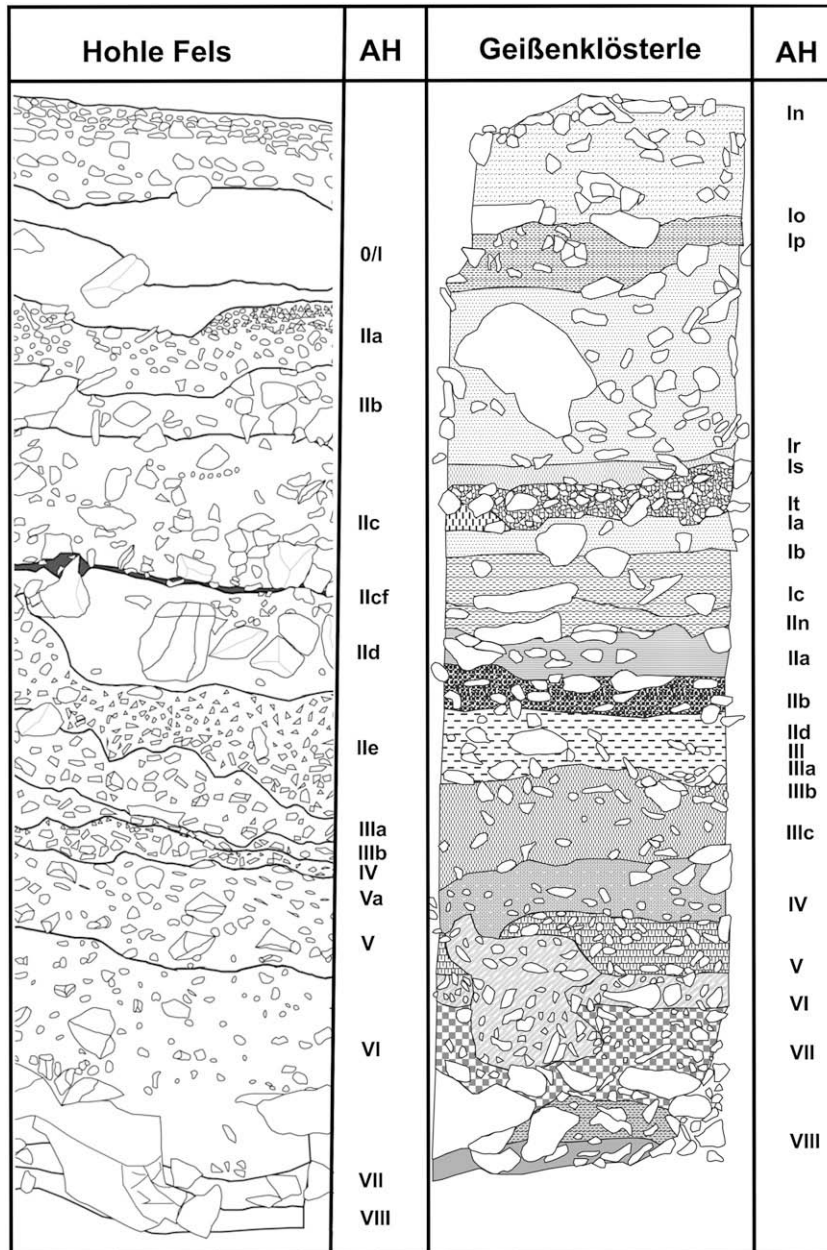 Hohle Fels
AH
0/I
IIa
IIb
IIc
IIcf
IId
IIe
IIIa
IIIb
IV
Va
V
VI
VII
VIII
Geißenklösterle
AH
In
Io
Ip
Ir
Is
It
Ia
Ib
Ic
IIn
IIa
IIb
IId
III
IIIa
IIIb
IIIc
IV
V
VI
VII
VIII